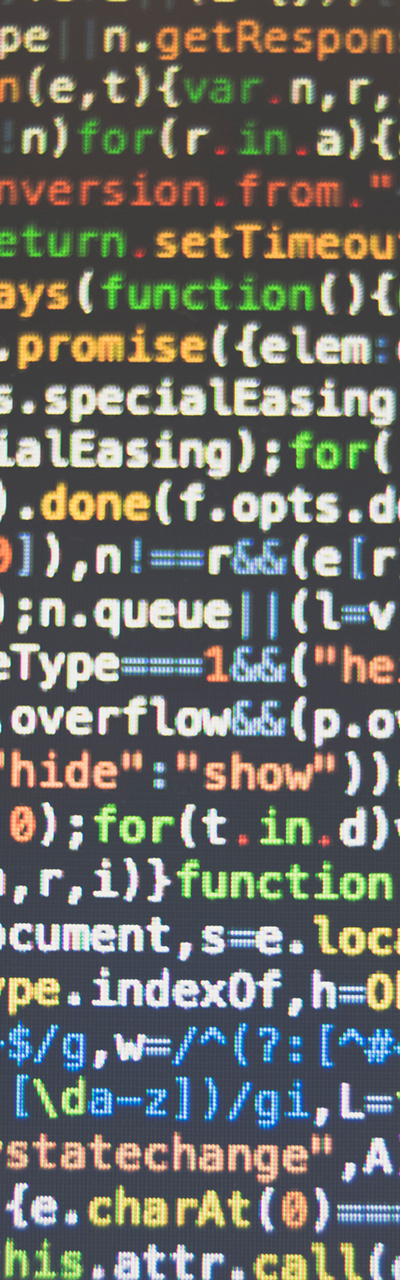 pe||n.getRespons
n(e,t){var.n,r,
!n)for(r.in.a){s
nversion.from."
eturn.setTimeou
ays(function(){
.promise({elem:
s.specialEasing
ialEasing);for(
).done(f.opts.d
0]),n!==r&&(e[r
);n.queue||(l=v
eType===1&&("he
.overflow&&(p.o
"hide":"show"))
0);for(t.in.d)
,r,i)}function
ocument,s=e.loca
ype.indexOf,h=O
$/g,w=/^(?:[^#
[\da-z])/gi,L=
statechange",A
{e.charAt(0)===
his.attr.call(